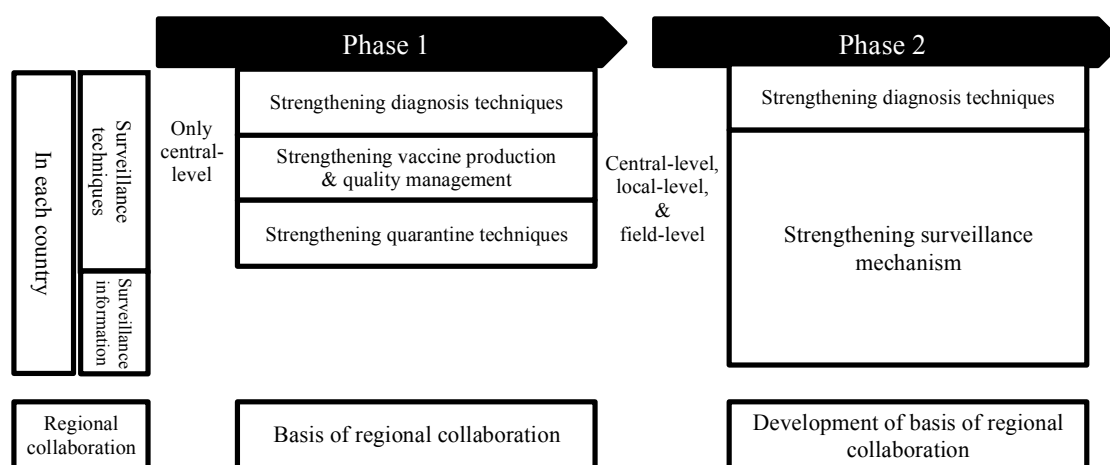 Phase 1
Phase 2
In each country
Surveillance
techniques
Surveillance
information
Only
central-
level
Strengthening diagnosis techniques
Strengthening vaccine production
& quality management
Strengthening quarantine techniques
Central-level,
local-level,
&
field-level
Strengthening diagnosis techniques
Strengthening surveillance
mechanism
Regional
collaboration
Basis of regional collaboration
Development of basis of regional
collaboration